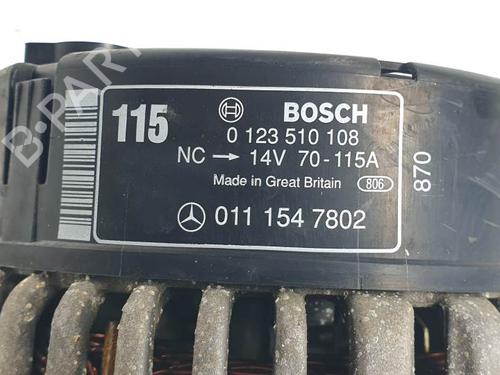 115 BOSCH
0 123 510 108
NC → 14V 70-115A
Made in Great Britain 806
011 154 7802
870
B-PARTS